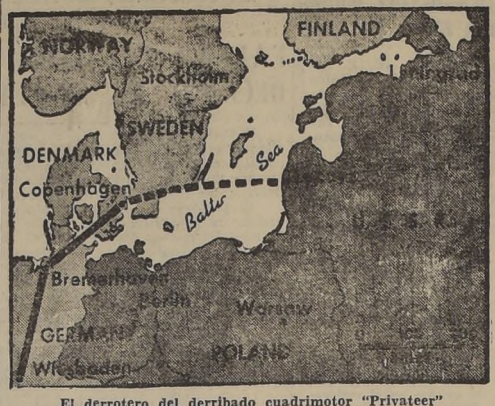 FINLAND
NORWAY
Stockholm
Leningrad
SWEDEN
DENMARK
Sea
Copenhagen
Baltic
U. S. S. R.
Bremerhaven
Berlin
Warsaw
GERMANY
POLAND
Wiesbaden
El derrotero del derribado cuadrimotor "Privateer"